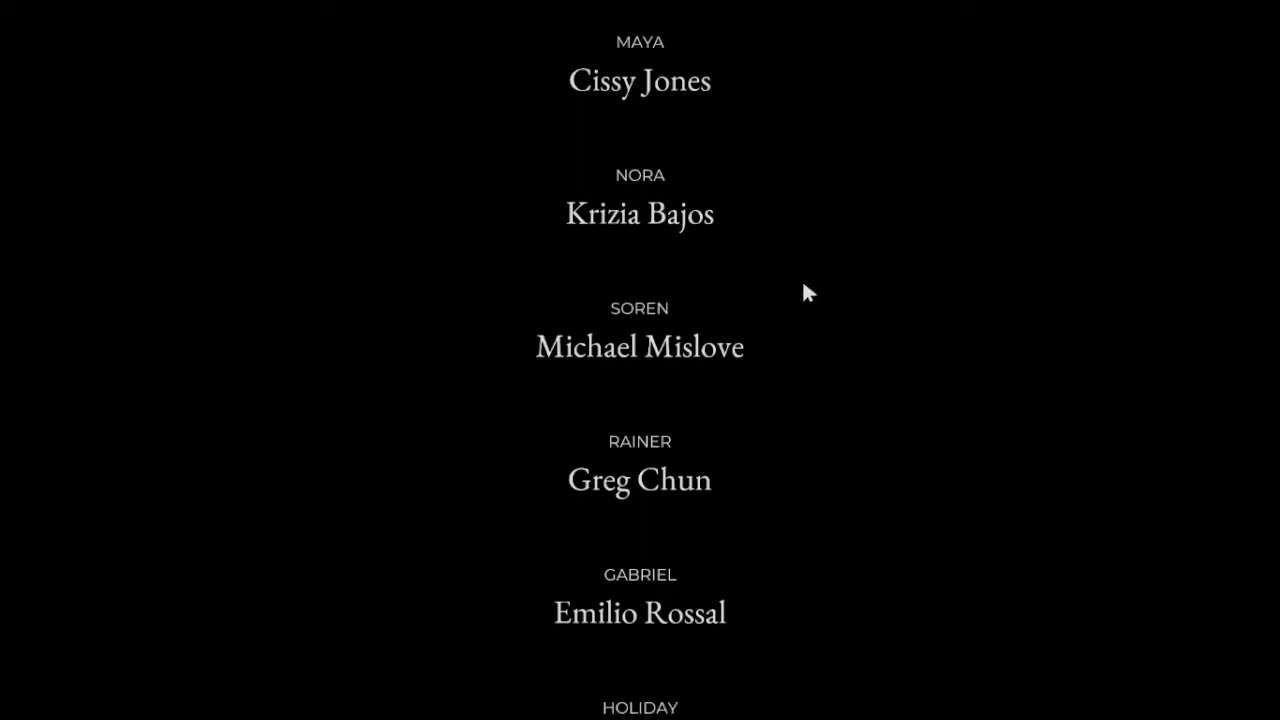 MAYA
Cissy Jones
NORA
Krizia Bajos
SOREN
Michael Mislove
RAINER
Greg Chun
GABRIEL
Emilio Rossal
HOLIDAY